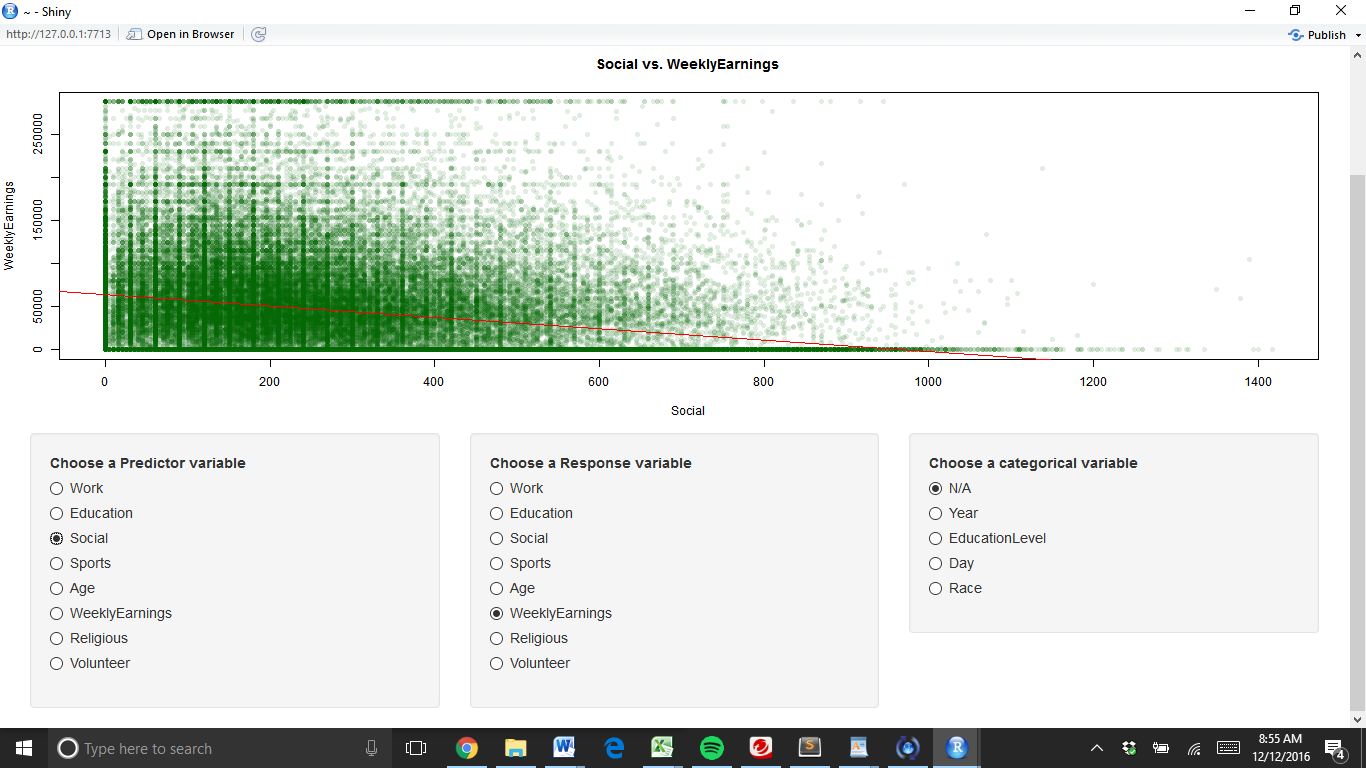 ~ - Shiny
http://127.0.0.1:7713 Open in Browser Publish
Social vs. WeeklyEarnings
WeeklyEarnings
250000
150000
50000
0
0 200 400 600 800 1000 1200 1400
Social
Choose a Predictor variable
Work
Education
Social
Sports
Age
WeeklyEarnings
Religious
Volunteer
Choose a Response variable
Work
Education
Social
Sports
Age
WeeklyEarnings
Religious
Volunteer
Choose a categorical variable
N/A
Year
EducationLevel
Day
Race
Type here to search
8:55 AM
12/12/2016
4